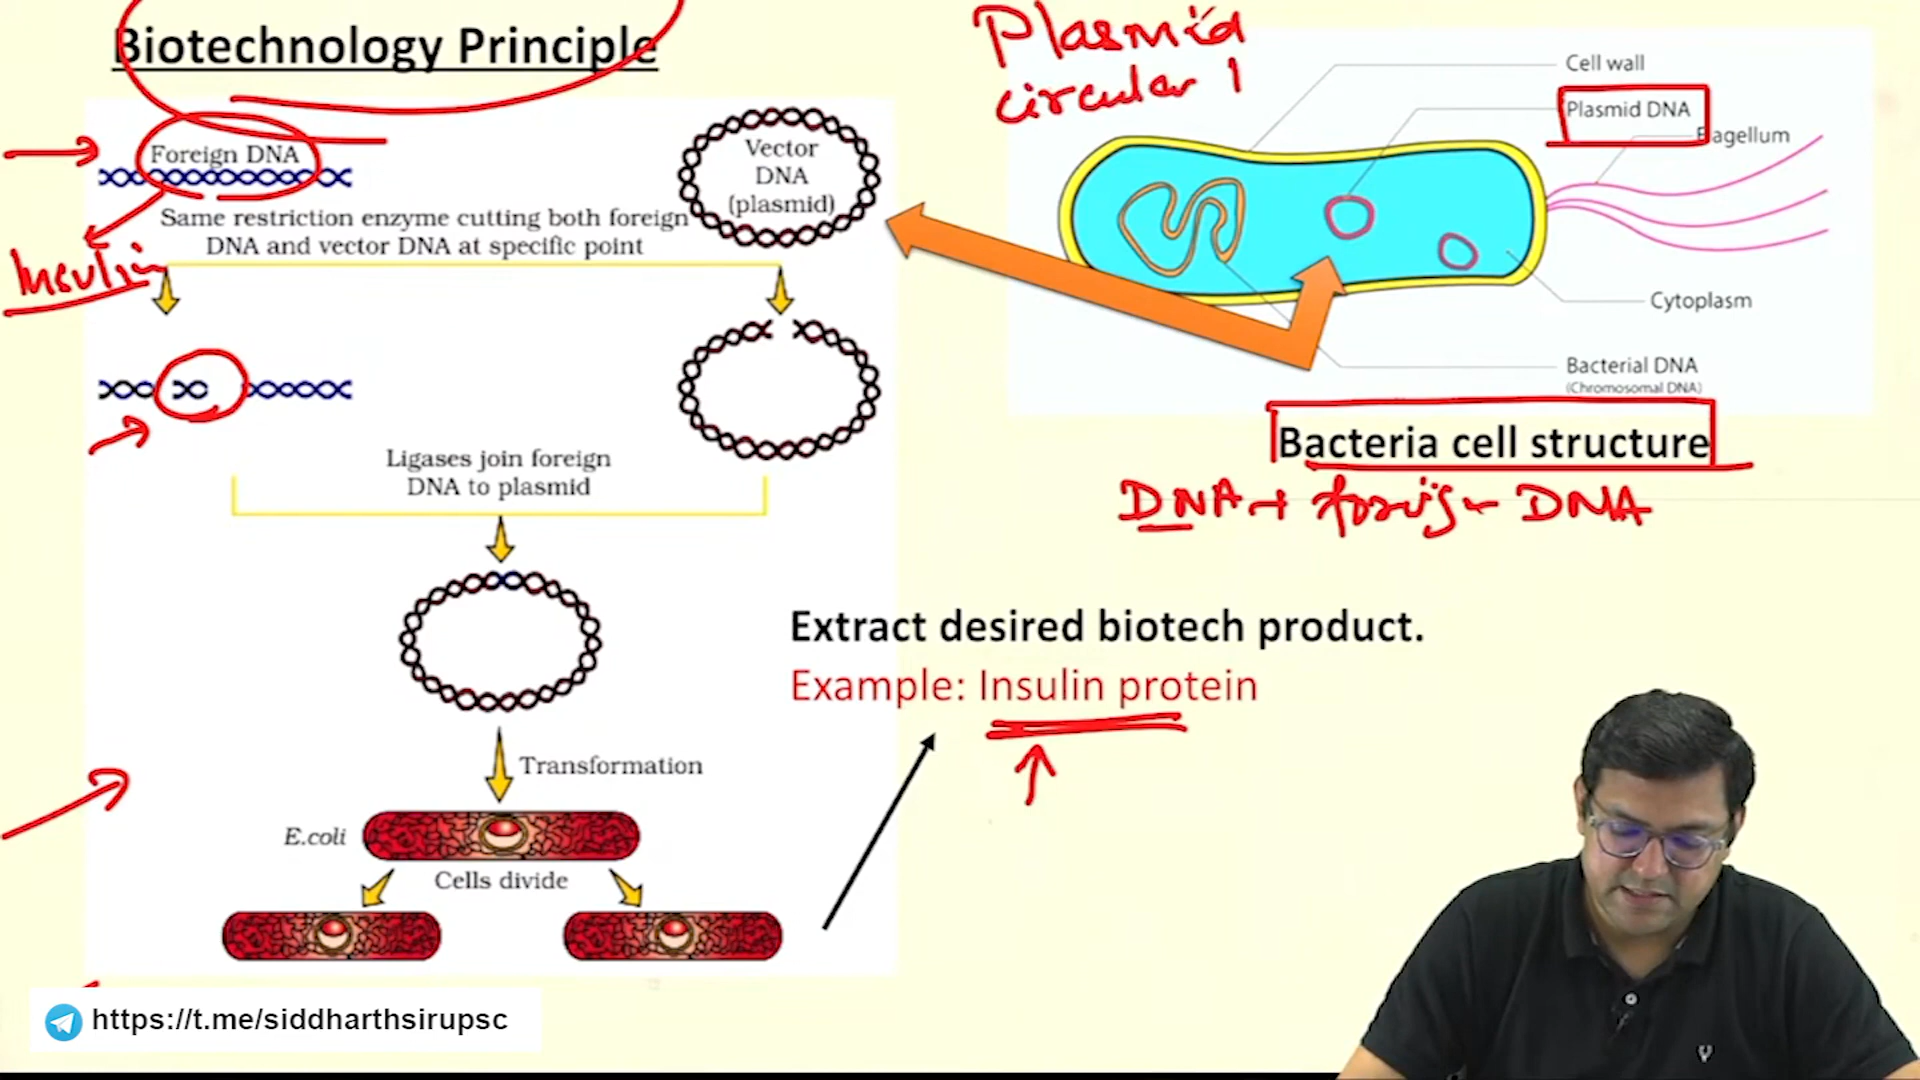 Biotechnology Principle
Foreign DNA
Vector
DNA
(plasmid)
Same restriction enzyme cutting both foreign
DNA and vector DNA at specific point
Insulin
Ligases join foreign
DNA to plasmid
Transformation
E.coli
Cells divide
Plasmid
circular 1
Cell wall
Plasmid DNA
Flagellum
Cytoplasm
Bacterial DNA
(Chromosomal DNA)
Bacteria cell structure
DNA + foreign DNA
Extract desired biotech product.
Example: Insulin protein
https://t.me/siddharthsirupsc